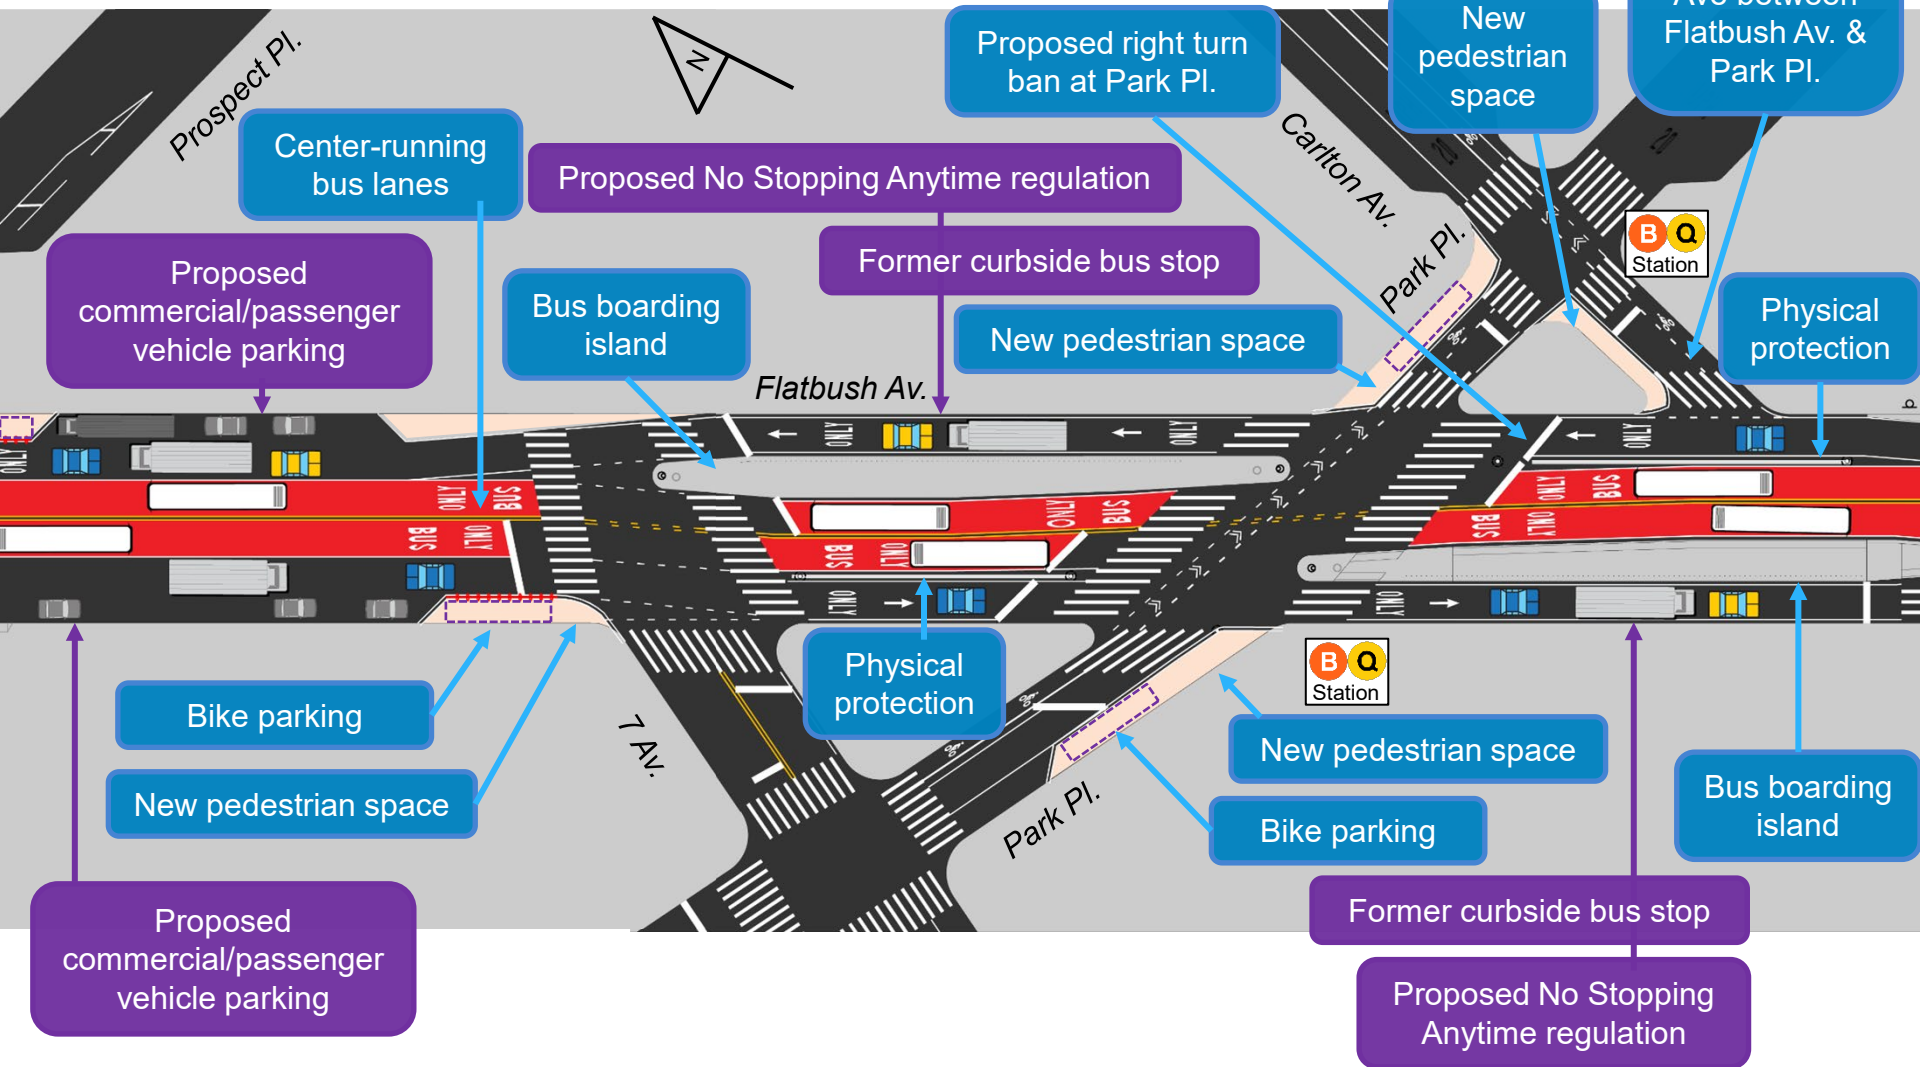 Ave between
Flatbush Av. &
Park Pl.
New
pedestrian
space
Proposed right turn
ban at Park Pl.
Prospect Pl.
N
Center-running
bus lanes
Proposed No Stopping Anytime regulation
Carlton Av.
Park Pl.
B Q
Station
Proposed
commercial/passenger
vehicle parking
Former curbside bus stop
Bus boarding
island
New pedestrian space
Physical
protection
Flatbush Av.
ONLY
ONLY
ONLY
ONLY
ONLY
BUS
ONLY
BUS
ONLY
BUS
BUS
ONLY
BUS
ONLY
BUS
ONLY
ONLY
ONLY
Physical
protection
B Q
Station
Bike parking
New pedestrian space
7 Av.
New pedestrian space
Bike parking
Park Pl.
Bus boarding
island
Proposed
commercial/passenger
vehicle parking
Former curbside bus stop
Proposed No Stopping
Anytime regulation